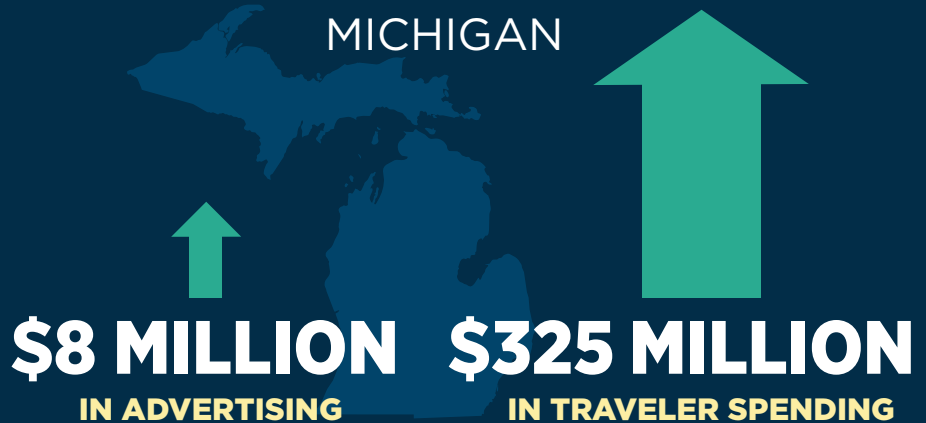 MICHIGAN
$8 MILLION
IN ADVERTISING
$325 MILLION
IN TRAVELER SPENDING